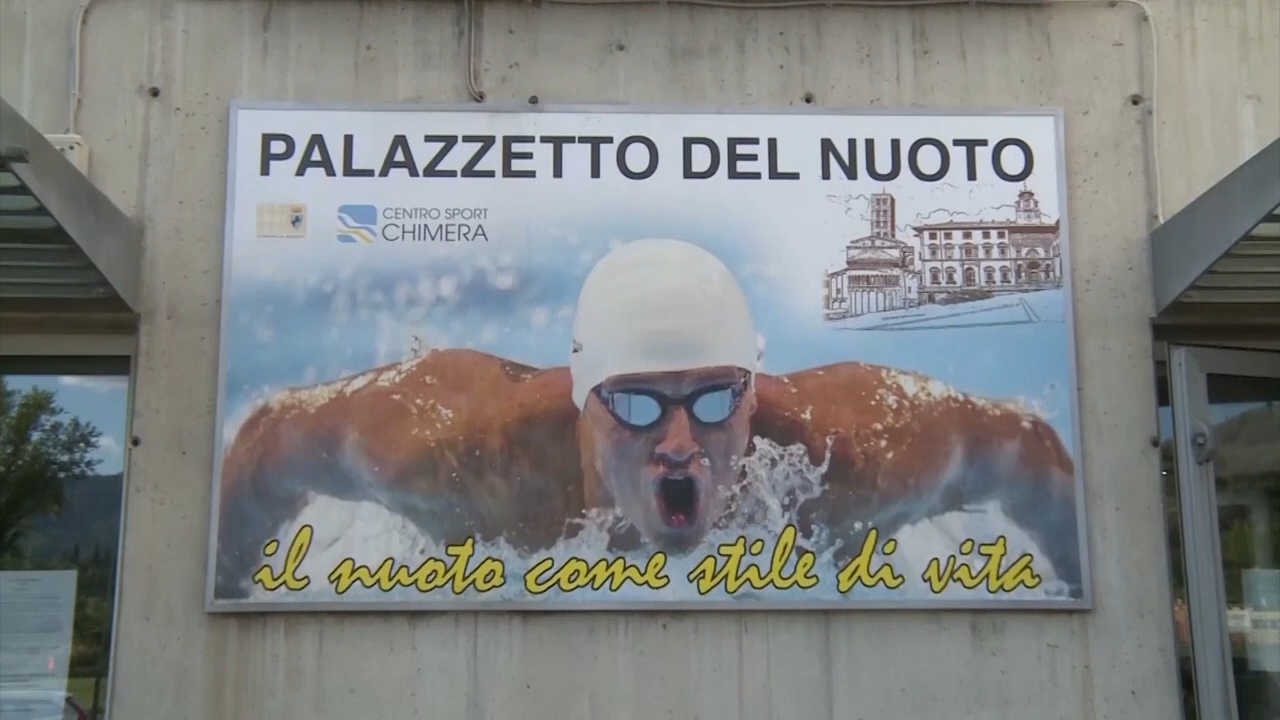 PALAZZETTO DEL NUOTO
CENTRO SPORT
CHIMERA
il nuoto come stile di vita